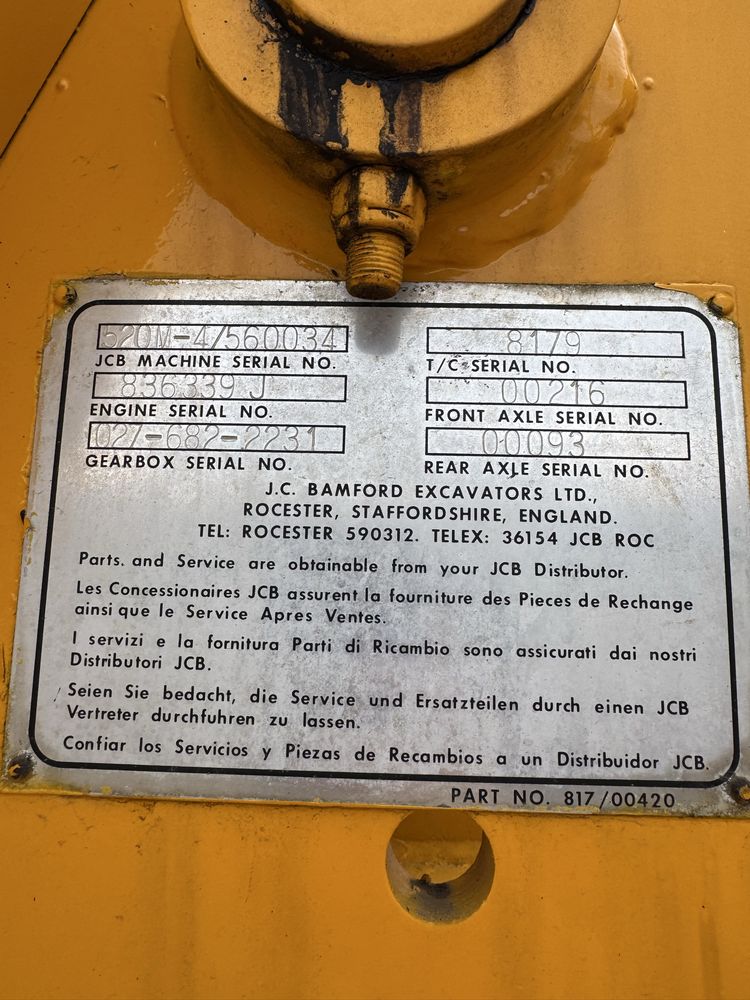 520M-4/560034
JCB MACHINE SERIAL NO.
836339 J
ENGINE SERIAL NO.
027-682-2231
GEARBOX SERIAL NO.
8179
T/C SERIAL NO.
00216
FRONT AXLE SERIAL NO.
00093
REAR AXLE SERIAL NO.
J.C. BAMFORD EXCAVATORS LTD.,
ROCESTER, STAFFORDSHIRE, ENGLAND.
TEL: ROCESTER 590312. TELEX: 36154 JCB ROC
Parts. and Service are obtainable from your JCB Distributor.
Les Concessionaires JCB assurent la fourniture des Pieces de Rechange
ainsi que le Service Apres Ventes.
I servizi e la fornitura Parti di Ricambio sono assicurati dai nostri
Distributori JCB.
Seien Sie bedacht, die Service und Ersatzteilen durch einen JCB
Vertreter durchfuhren zu lassen.
Confiar los Servicios y Piezas de Recambios a un Distribuidor JCB.
PART NO. 817/00420